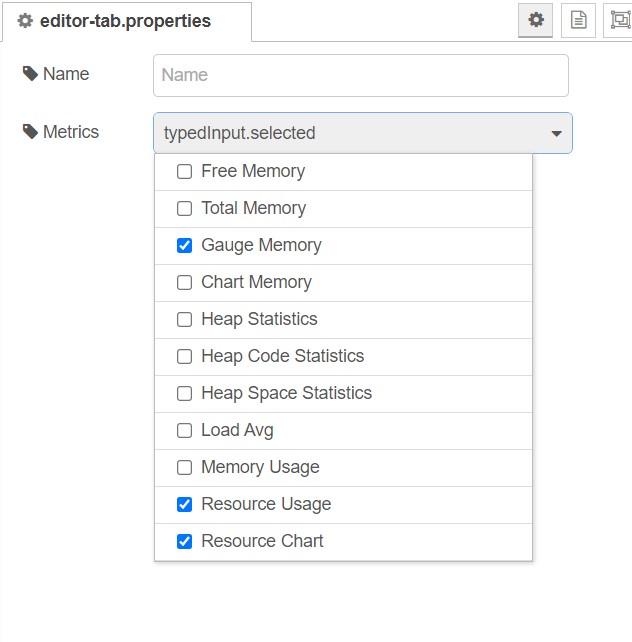 editor-tab.properties
Name
Name
Metrics
typedInput.selected
Free Memory
Total Memory
Gauge Memory
Chart Memory
Heap Statistics
Heap Code Statistics
Heap Space Statistics
Load Avg
Memory Usage
Resource Usage
Resource Chart